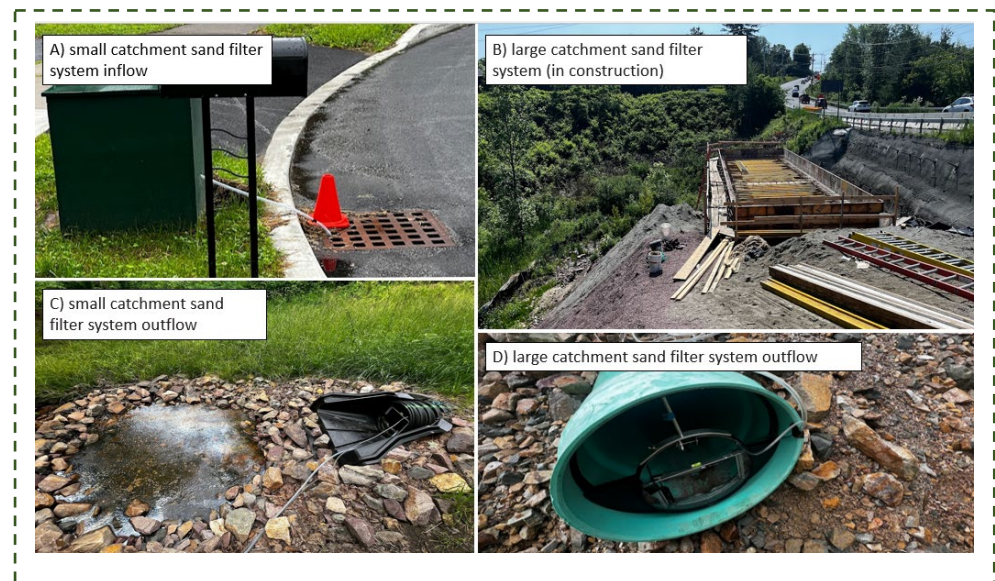 A) small catchment sand filter
system inflow
B) large catchment sand filter
system (in construction)
C) small catchment sand
filter system outflow
D) large catchment sand filter system outflow